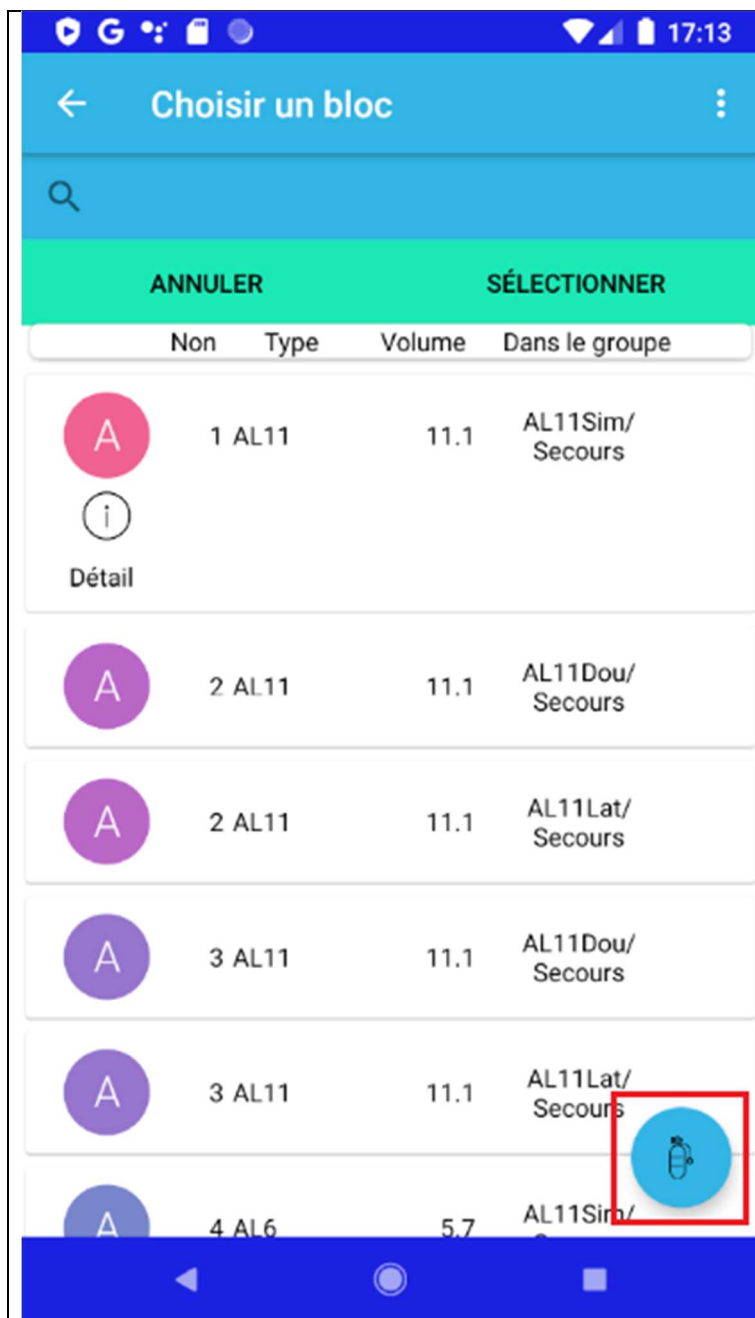 17:13
Choisir un bloc
ANNULER SÉLECTIONNER
Non Type Volume Dans le groupe
A 1 AL11 11.1 AL11Sim/
Secours
i
Détail
A 2 AL11 11.1 AL11Dou/
Secours
A 2 AL11 11.1 AL11Lat/
Secours
A 3 AL11 11.1 AL11Dou/
Secours
A 3 AL11 11.1 AL11Lat/
Secours
A 4 AL6 5.7 AL11Sim/